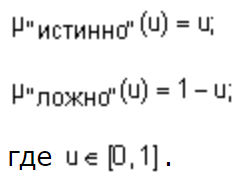 μ"истинно"(u) = u;
μ"ложно"(u) = 1 – u;
где u ∈ [0, 1] .